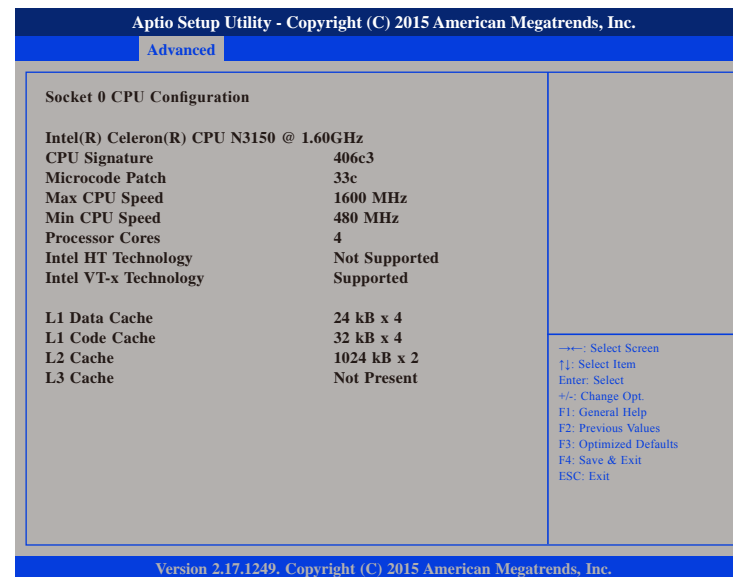 Aptio Setup Utility - Copyright (C) 2015 American Megatrends, Inc.
Advanced
Socket 0 CPU Configuration
Intel(R) Celeron(R) CPU N3150 @ 1.60GHz
CPU Signature 406c3
Microcode Patch 33c
Max CPU Speed 1600 MHz
Min CPU Speed 480 MHz
Processor Cores 4
Intel HT Technology Not Supported
Intel VT-x Technology Supported
L1 Data Cache 24 kB x 4
L1 Code Cache 32 kB x 4
L2 Cache 1024 kB x 2
L3 Cache Not Present
→←: Select Screen
↑↓: Select Item
Enter: Select
+/-: Change Opt.
F1: General Help
F2: Previous Values
F3: Optimized Defaults
F4: Save & Exit
ESC: Exit
Version 2.17.1249. Copyright (C) 2015 American Megatrends, Inc.